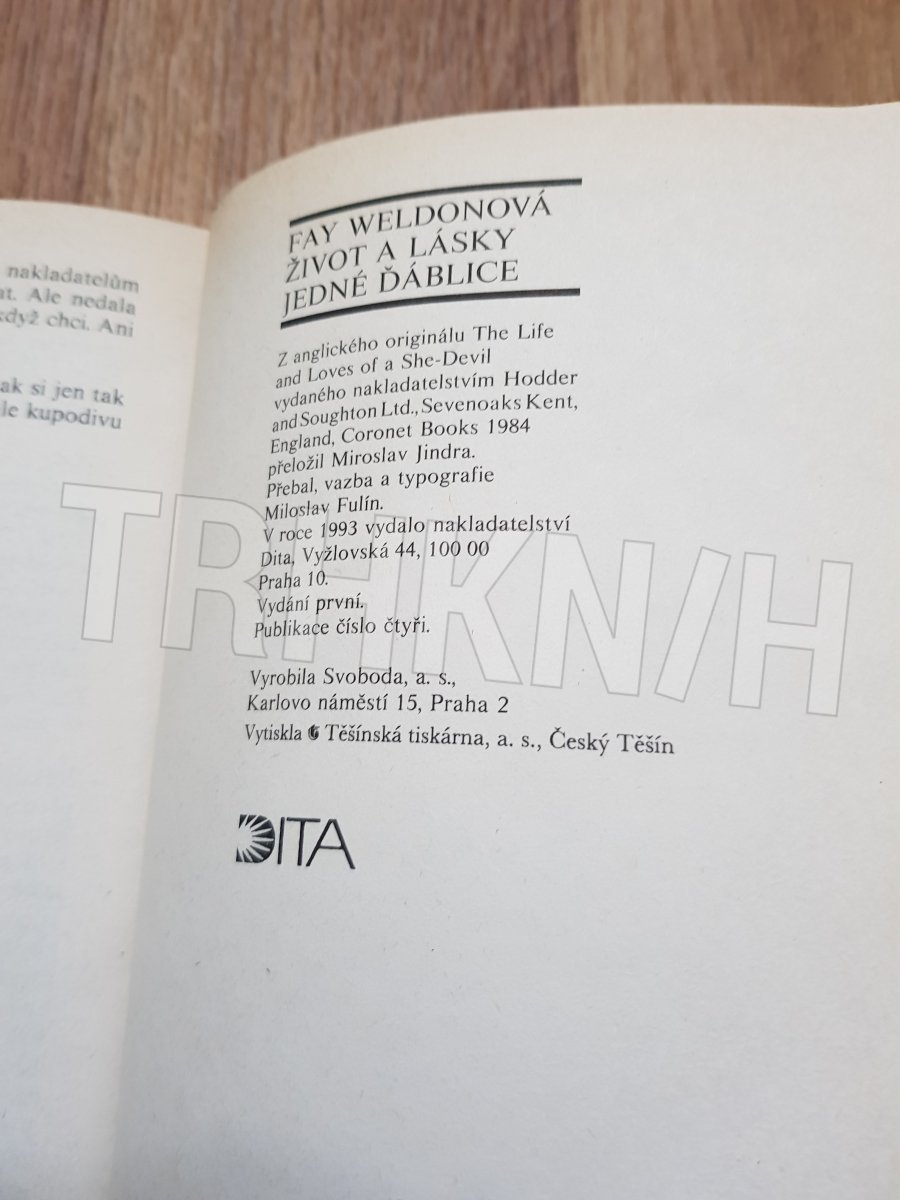 nakladatelům
at. Ale nedala
když chci. Ani
ak si jen tak
le kupodivu
FAY WELDONOVÁ
ŽIVOT A LÁSKY
JEDNÉ ĎÁBLICE
Z anglického originálu The Life
and Loves of a She-Devil
vydaného nakladatelstvím Hodder
and Soughton Ltd., Sevenoaks Kent,
England, Coronet Books 1984
přeložil Miroslav Jindra.
Přebal, vazba a typografie
Miloslav Fulín.
V roce 1993 vydalo nakladatelství
Dita, Vyžlovská 44, 100 00
Praha 10.
Vydání první.
Publikace číslo čtyři.
Vyrobila Svoboda, a. s.,
Karlovo náměstí 15, Praha 2
Vytiskla Těšínská tiskárna, a. s., Český Těšín
DITA
TRHKNIH